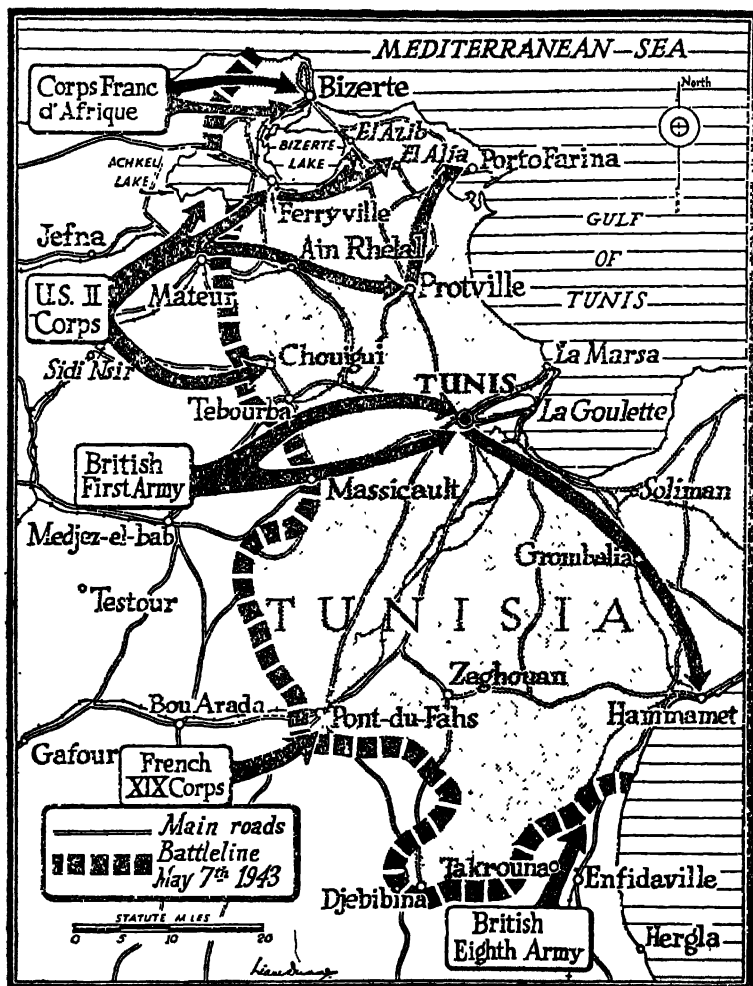 MEDITERRANEAN SEA
Corps Franc
d'Afrique
Bizerte
North
El Azib
BIZERTE
LAKE
El Alia
Porto Farina
ACHKEL
LAKE
Ferryville
GULF
OF
TUNIS
Jefna
Ain Rhelal
U.S. II
Corps
Mateur
Protville
Sidi Nsir
Chouigui
La Marsa
TUNIS
Tebourba
La Goulette
British
First Army
Massicault
Soliman
Medjez-el-bab
Grombalia
Testour
TUNISIA
Zaghouan
Bou Arada
Pont-du-Fahs
Hammamet
Gafour
French
XIX Corps
Main roads
Battleline
May 7th 1943
Takrouna
Enfidaville
Djebibina
STATUTE MILES
0 5 10 20
British
Eighth Army
Hergla